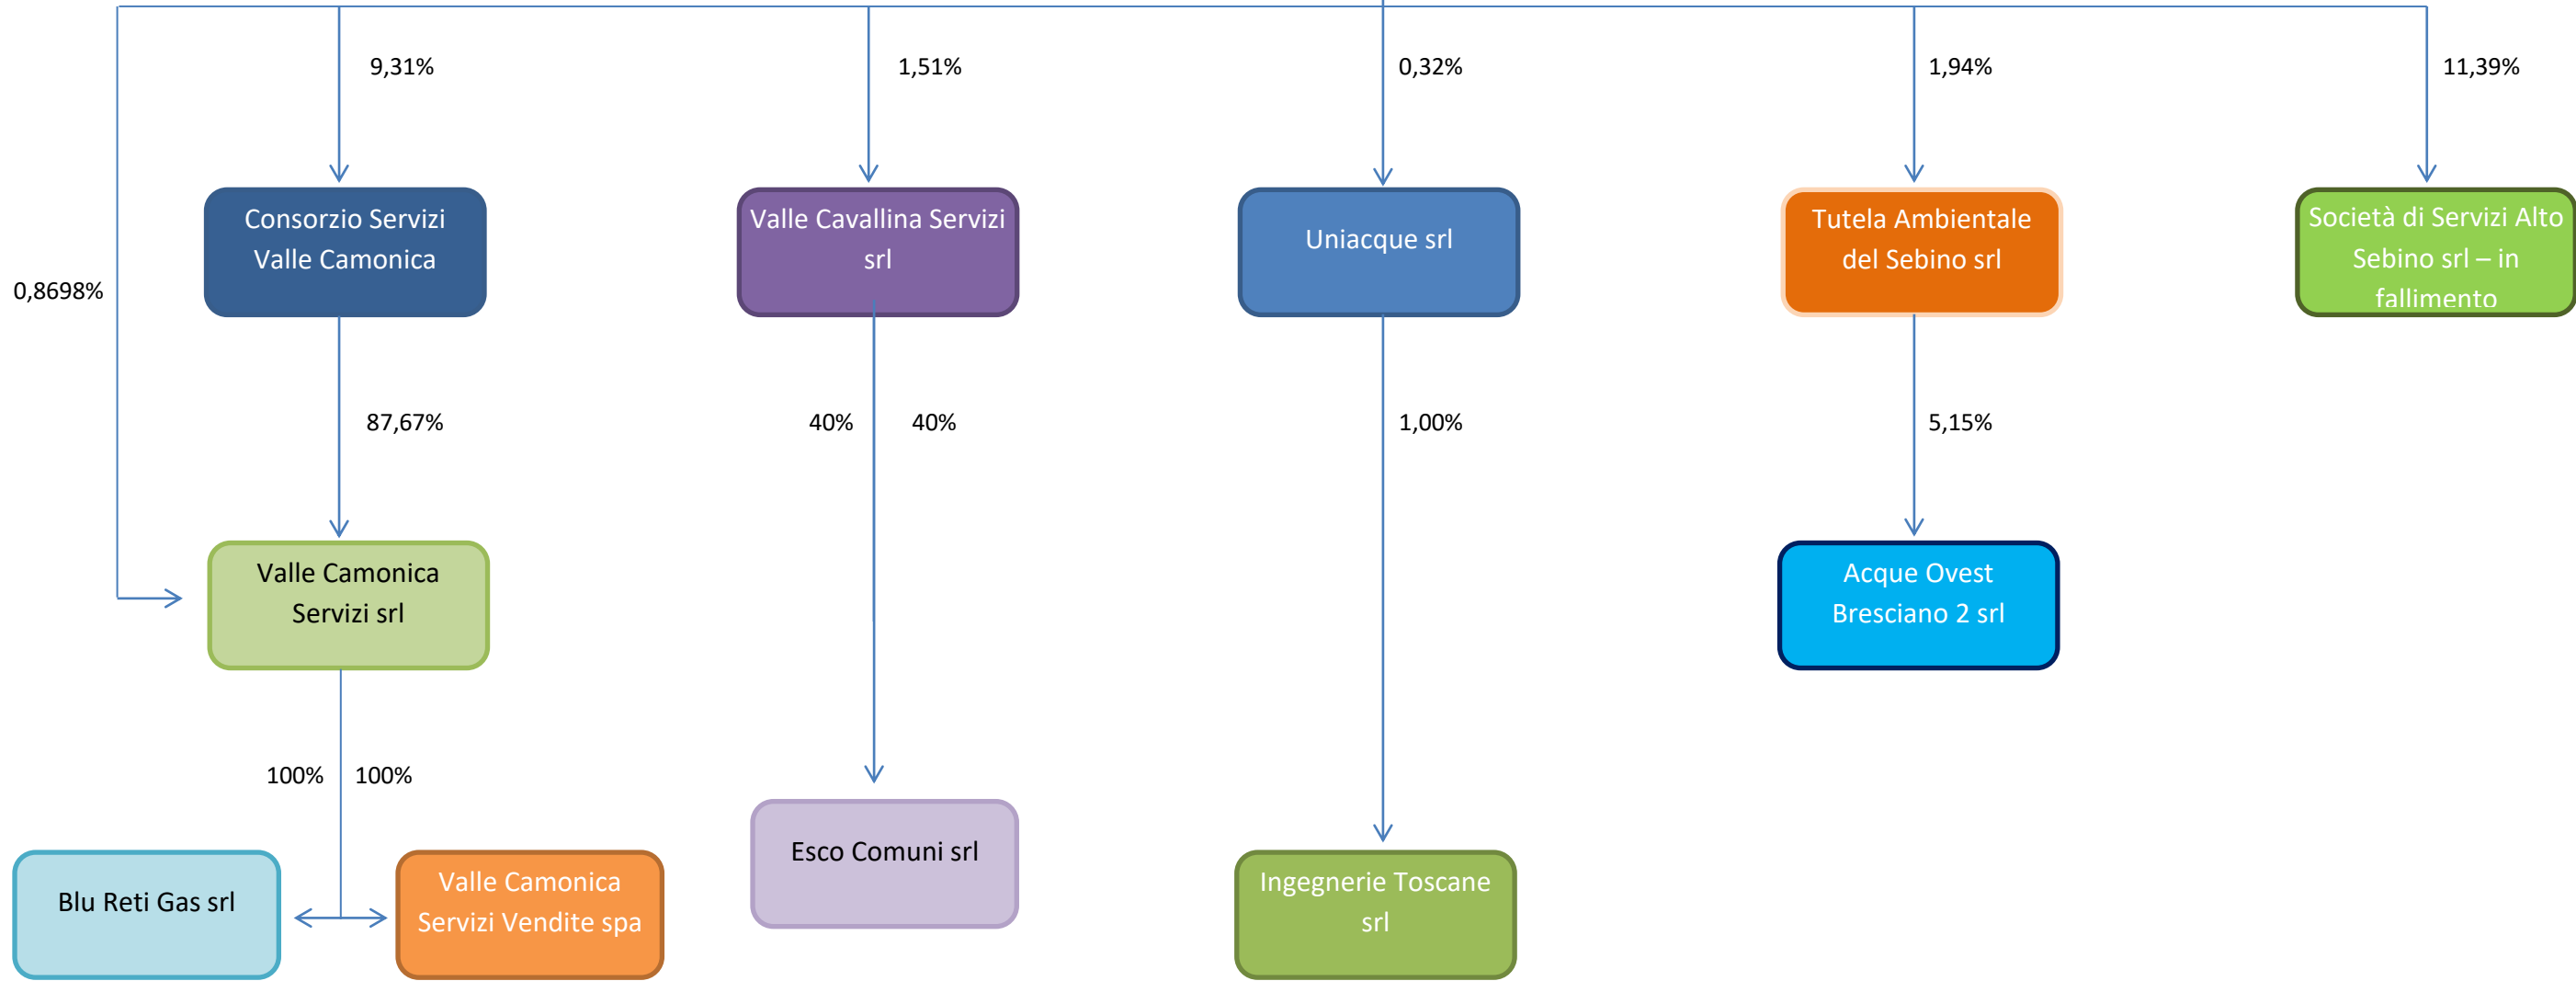 9,31%
1,51%
0,32%
1,94%
11,39%
Consorzio Servizi
Valle Camonica
Valle Cavallina Servizi
srl
Uniacque srl
Tutela Ambientale
del Sebino srl
Società di Servizi Alto
Sebino srl – in
fallimento
0,8698%
87,67%
40%
40%
1,00%
5,15%
Valle Camonica
Servizi srl
Acque Ovest
Bresciano 2 srl
100%
100%
Blu Reti Gas srl
Valle Camonica
Servizi Vendite spa
Esco Comuni srl
Ingegnerie Toscane
srl